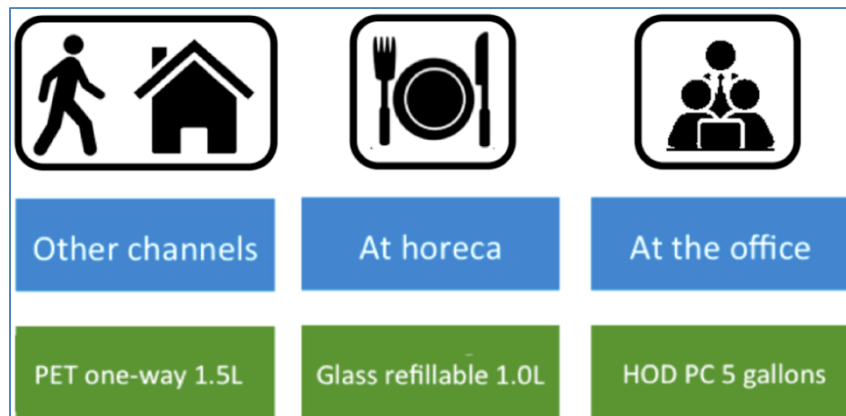 Other channels
At horeca
At the office
PET one-way 1.5L
Glass refillable 1.0L
HOD PC 5 gallons